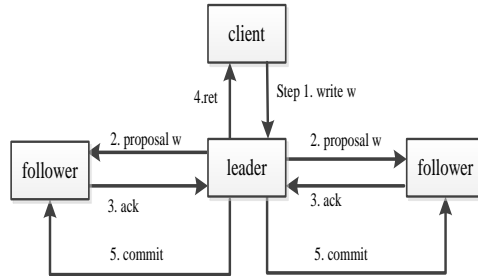 client
4.ret
Step 1. write w
2. proposal w
2. proposal w
follower
leader
follower
3. ack
3. ack
5. commit
5. commit